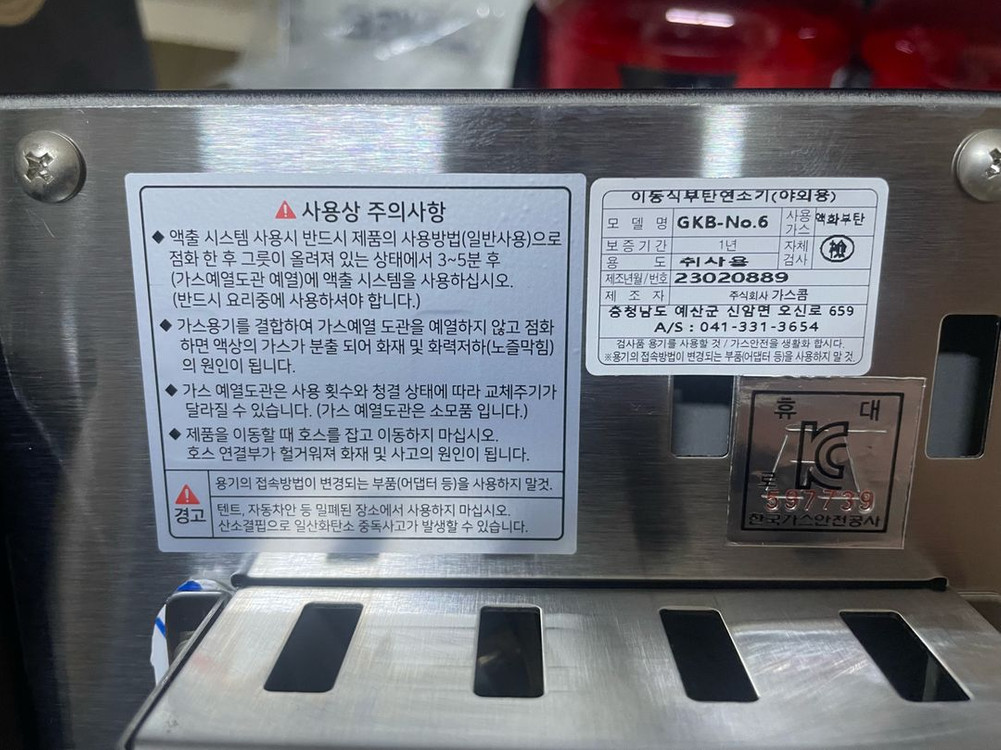 사용상 주의사항
◆ 액출 시스템 사용시 반드시 제품의 사용방법(일반사용)으로
점화 한 후 그릇이 올려져 있는 상태에서 3~5분 후
(가스예열도관 예열)에 액출 시스템을 사용하십시오.
(반드시 요리중에 사용하셔야 합니다.)
◆ 가스용기를 결합하여 가스예열 도관을 예열하지 않고 점화
하면 액상의 가스가 분출 되어 화재 및 화력저하(노즐막힘)
의 원인이 됩니다.
◆ 가스 예열도관은 사용 횟수와 청결 상태에 따라 교체주기가
달라질 수 있습니다. (가스 예열도관은 소모품 입니다.)
◆ 제품을 이동할 때 호스를 잡고 이동하지 마십시오.
호스 연결부가 헐거워져 화재 및 사고의 원인이 됩니다.
경고
용기의 접속방법이 변경되는 부품(어댑터 등)을 사용하지 말것.
텐트, 자동차안 등 밀폐된 장소에서 사용하지 마십시오.
산소결핍으로 일산화탄소 중독사고가 발생할 수 있습니다.
이동식부탄연소기(야외용)
모델명 GKB-No.6 사용가스 액화부탄
보증기간 1년 자체검사 檢
용도 취사용
제조년월/번호 23020889
제조자 주식회사 가스콤
충청남도 예산군 신암면 오신로 659
A/S : 041-331-3654
검사품 용기를 사용할 것 / 가스안전을 생활화 합시다.
※용기의 접속방법이 변경되는 부품(어댑터 등)을 사용하지 말 것.
휴 대
KC
로
597739
한국가스안전공사